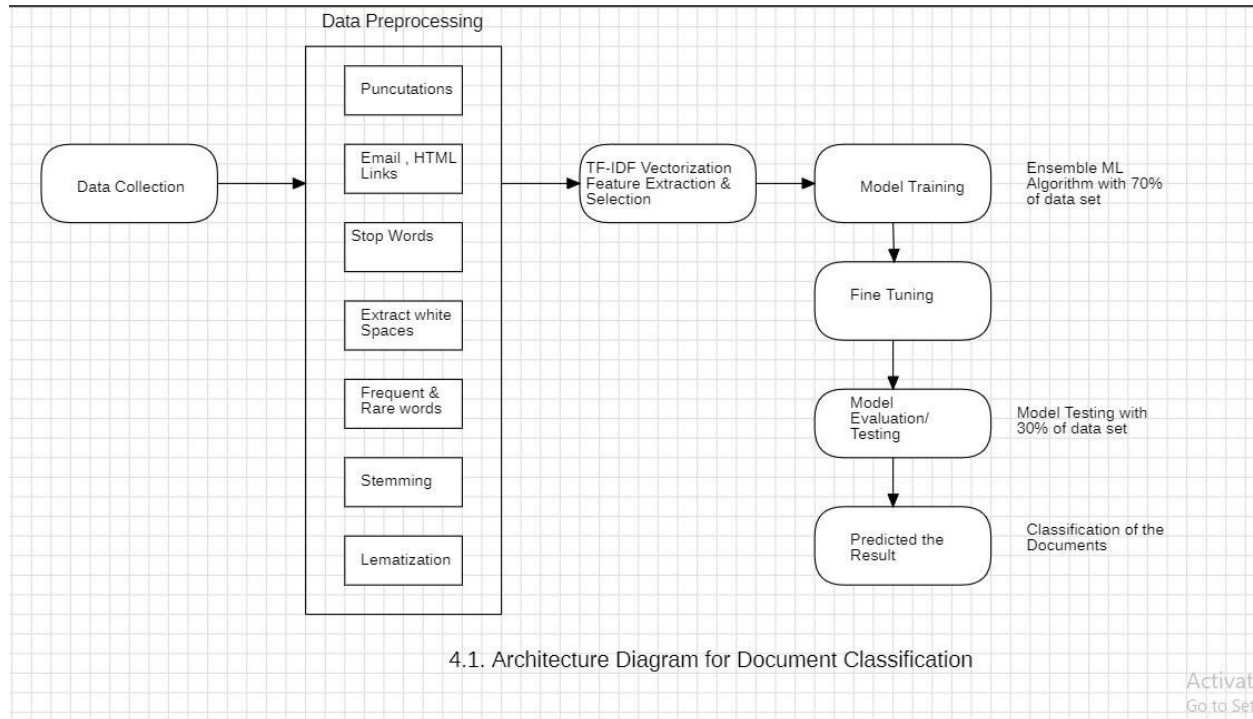 Data Preprocessing
Puncutations
Email , HTML
Links
Stop Words
Extract white
Spaces
Frequent &
Rare words
Stemming
Lematization
Data Collection
TF-IDF Vectorization
Feature Extraction &
Selection
Model Training
Ensemble ML
Algorithm with 70%
of data set
Fine Tuning
Model
Evaluation/
Testing
Model Testing with
30% of data set
Predicted the
Result
Classification of the
Documents
4.1. Architecture Diagram for Document Classification
Activat
Go to Set